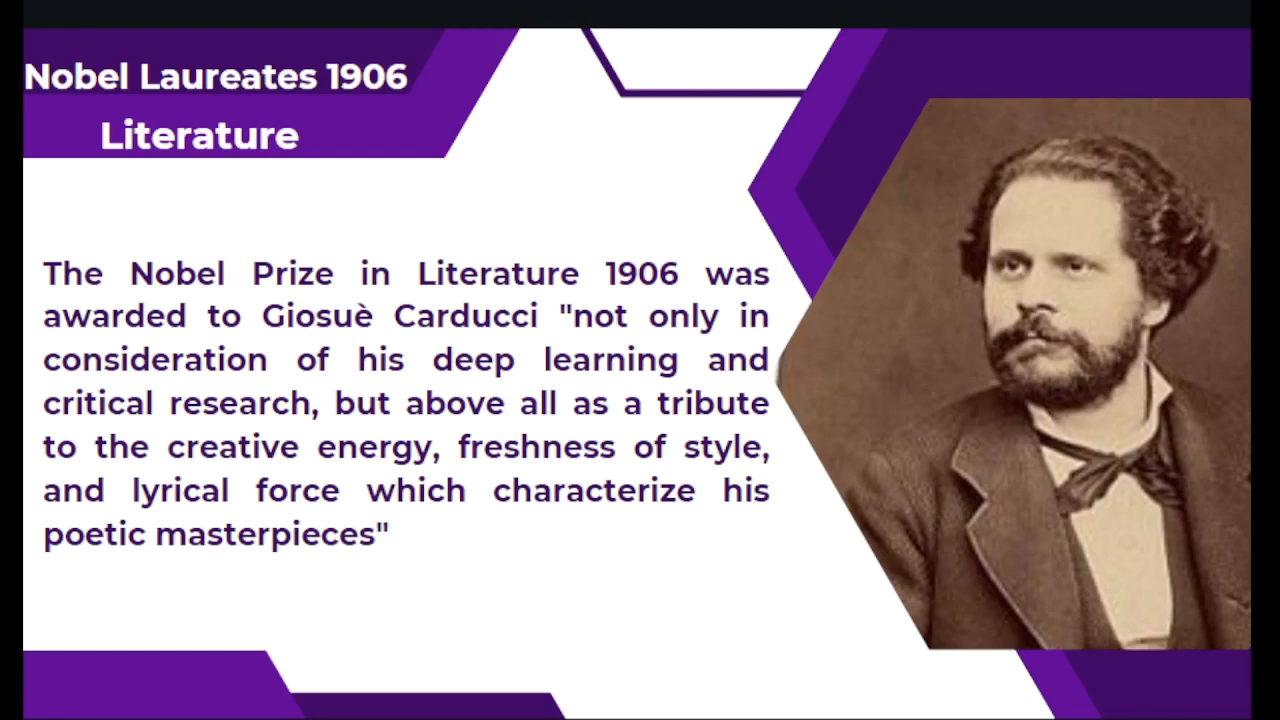 Nobel Laureates 1906
Literature
The Nobel Prize in Literature 1906 was
awarded to Giosuè Carducci "not only in
consideration of his deep learning and
critical research, but above all as a tribute
to the creative energy, freshness of style,
and lyrical force which characterize his
poetic masterpieces"